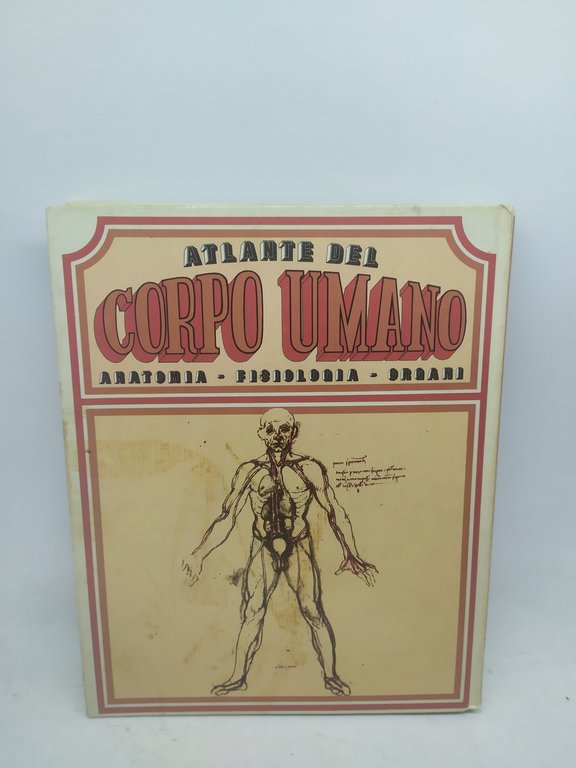 ATLANTE DEL
CORPO UMANO
ANATOMIA - FISIOLOGIA - ORGANI